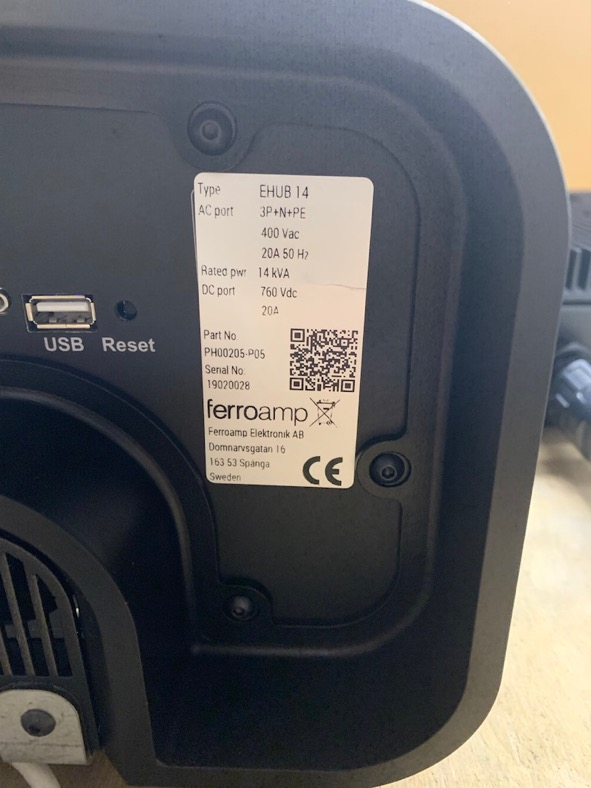 Type EHUB 14
AC port 3P+N+PE
400 Vac
20A 50 Hz
Rated pwr 14 kVA
DC port 760 Vdc
20A
Part No.
PH00205-P05
Serial No.
19020028
ferroamp
Ferroamp Elektronik AB
Domnarvsgatan 16
163 53 Spånga
Sweden
CE
USB Reset